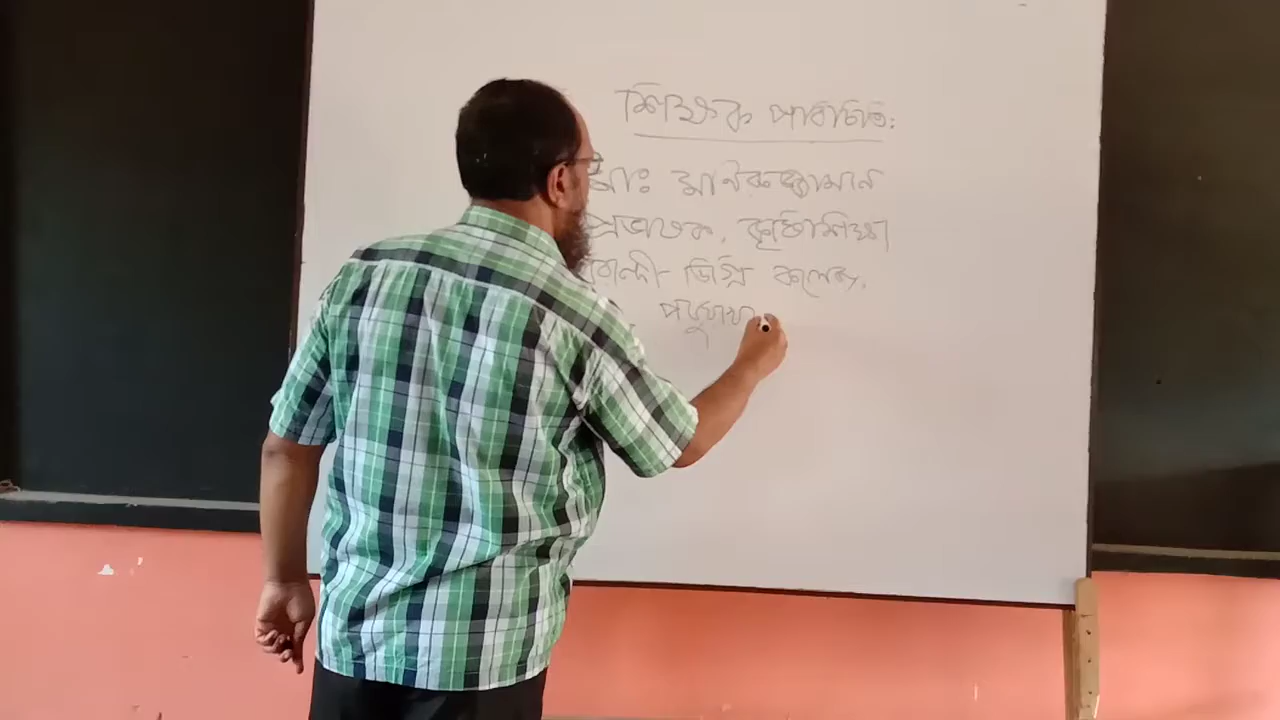 শিক্ষক পরিচিতি:
মোঃ মনিরুজ্জামান
প্রভাষক, কৃষিশিক্ষা
ডিগ্রি কলেজ,